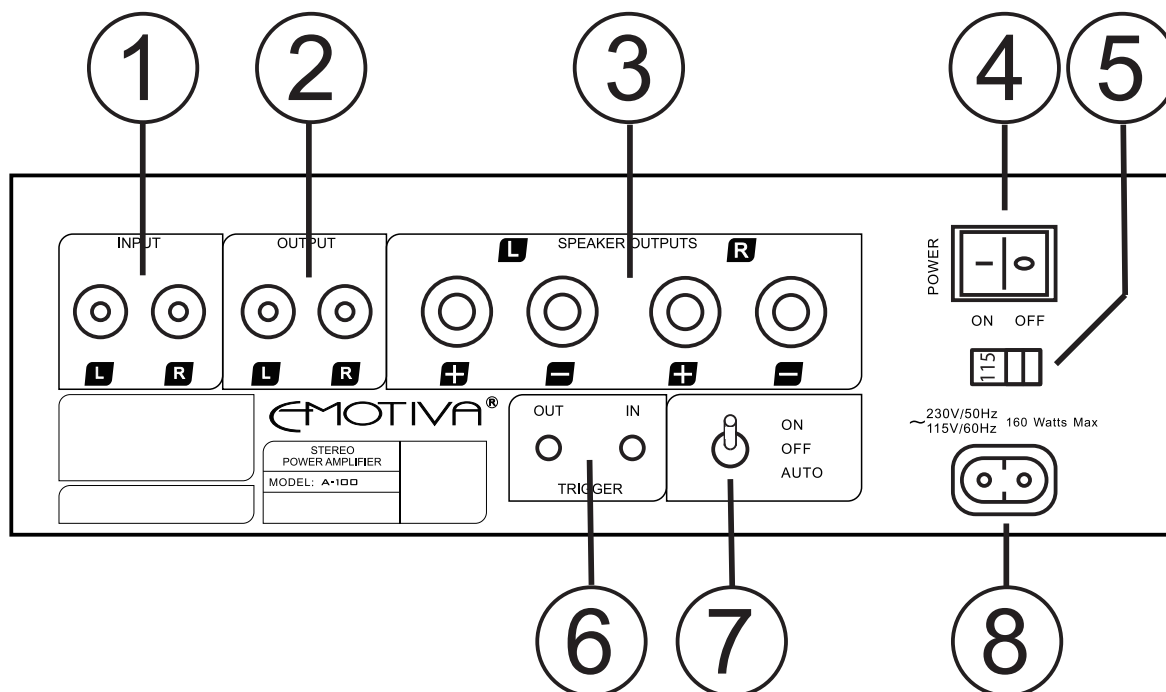 1 2 3 4 5
INPUT OUTPUT L SPEAKER OUTPUTS R
POWER
L R L R + − + −
ON OFF
115
EMOTIVA®
OUT IN
TRIGGER
ON
OFF
AUTO
~230V/50Hz
115V/60Hz 160 Watts Max
STEREO
POWER AMPLIFIER
MODEL: A-100
6 7 8